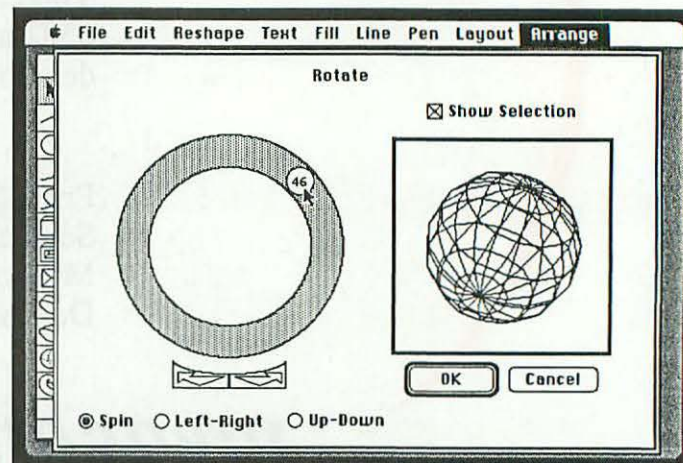 File Edit Reshape Text Fill Line Pen Layout Arrange
Rotate
Show Selection
46
OK Cancel
Spin Left-Right Up-Down